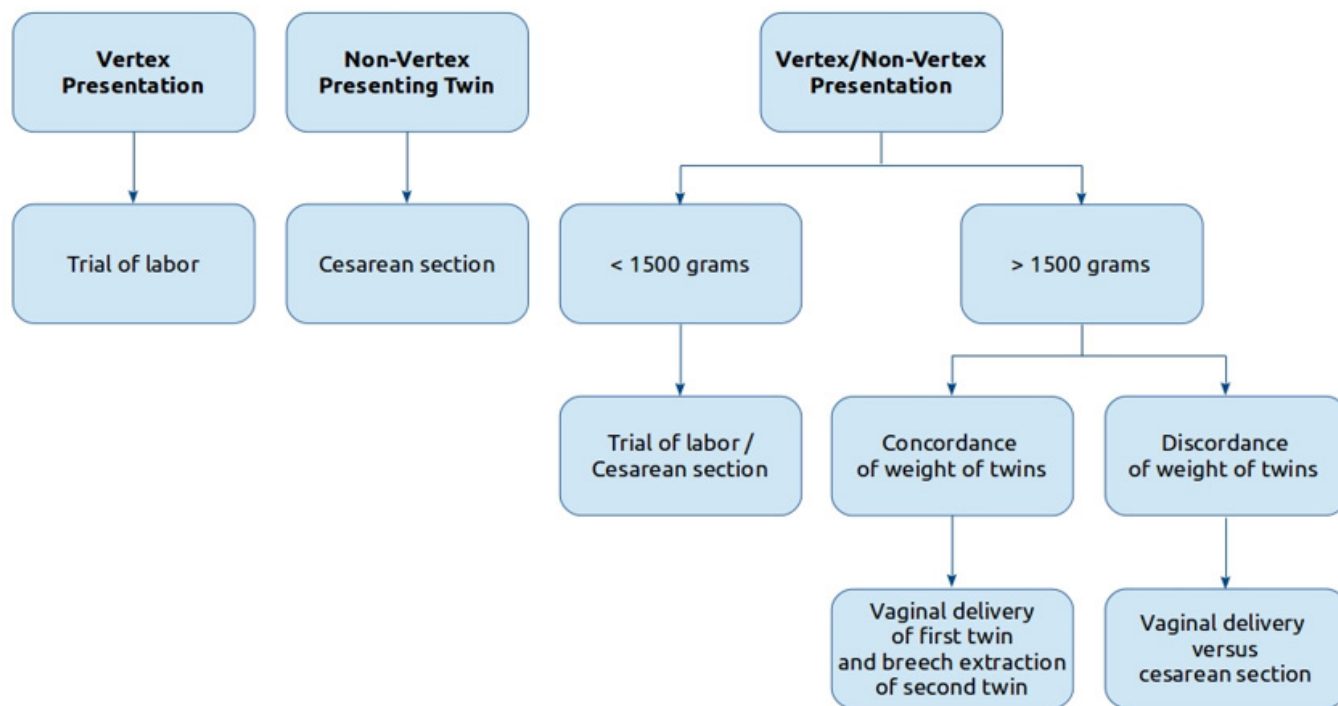 Vertex
Presentation
Non-Vertex
Presenting Twin
Vertex/Non-Vertex
Presentation
Trial of labor
Cesarean section
< 1500 grams
> 1500 grams
Trial of labor /
Cesarean section
Concordance
of weight of twins
Discordance
of weight of twins
Vaginal delivery
of first twin
and breech extraction
of second twin
Vaginal delivery
versus
cesarean section